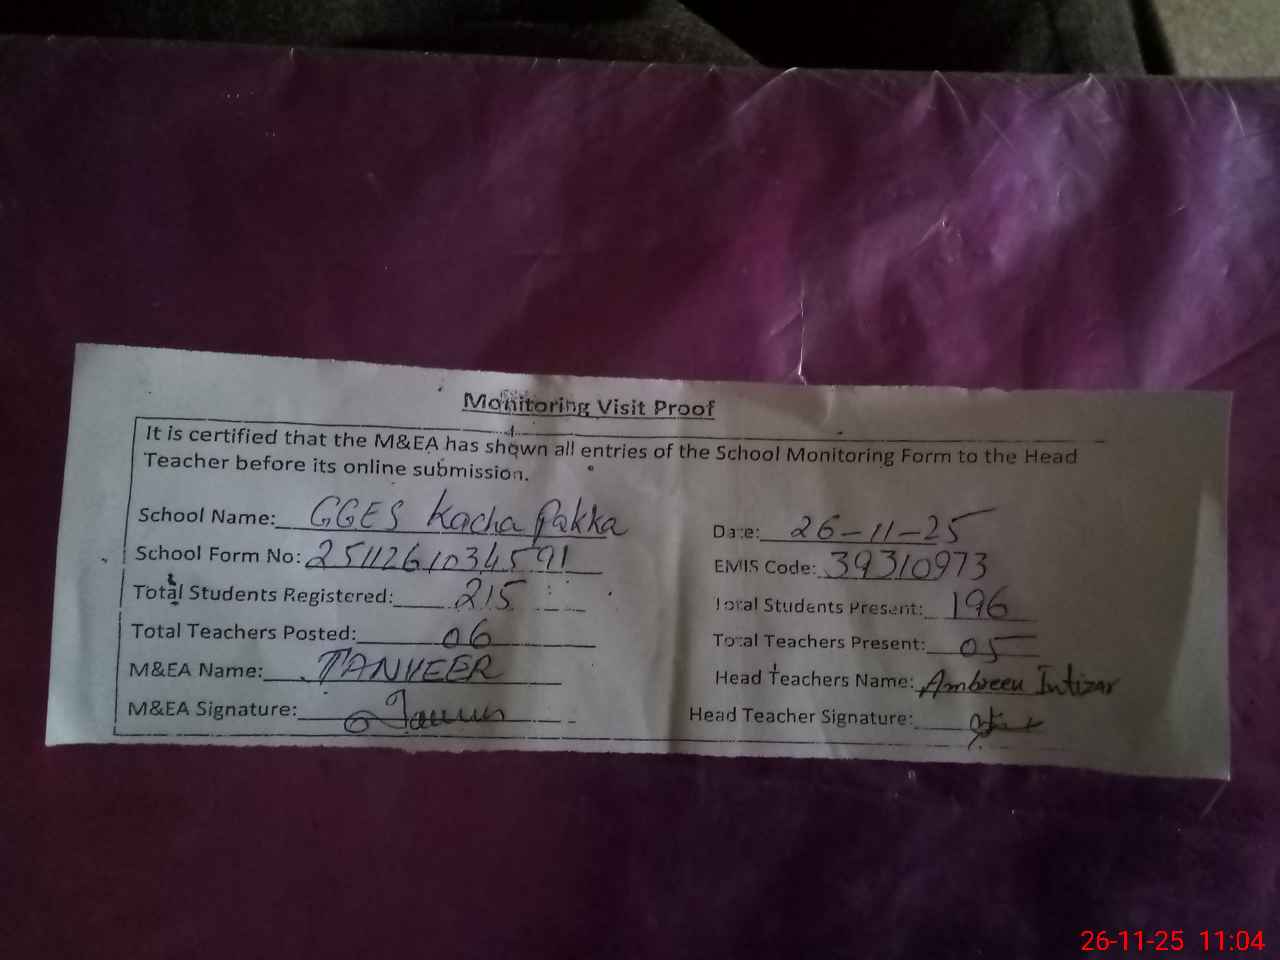 Monitoring Visit Proof
It is certified that the M&EA has shown all entries of the School Monitoring Form to the Head
Teacher before its online submission.
School Name: GGES Kacha Pakka
Date: 26-11-25
School Form No: 2511261034591
EMIS Code: 39310973
Total Students Registered: 215
Total Students Present: 196
Total Teachers Posted: 06
Total Teachers Present: 05
M&EA Name: TANVEER
Head Teachers Name: Ambreen Intizar
M&EA Signature:
Head Teacher Signature:
26-11-25 11:04